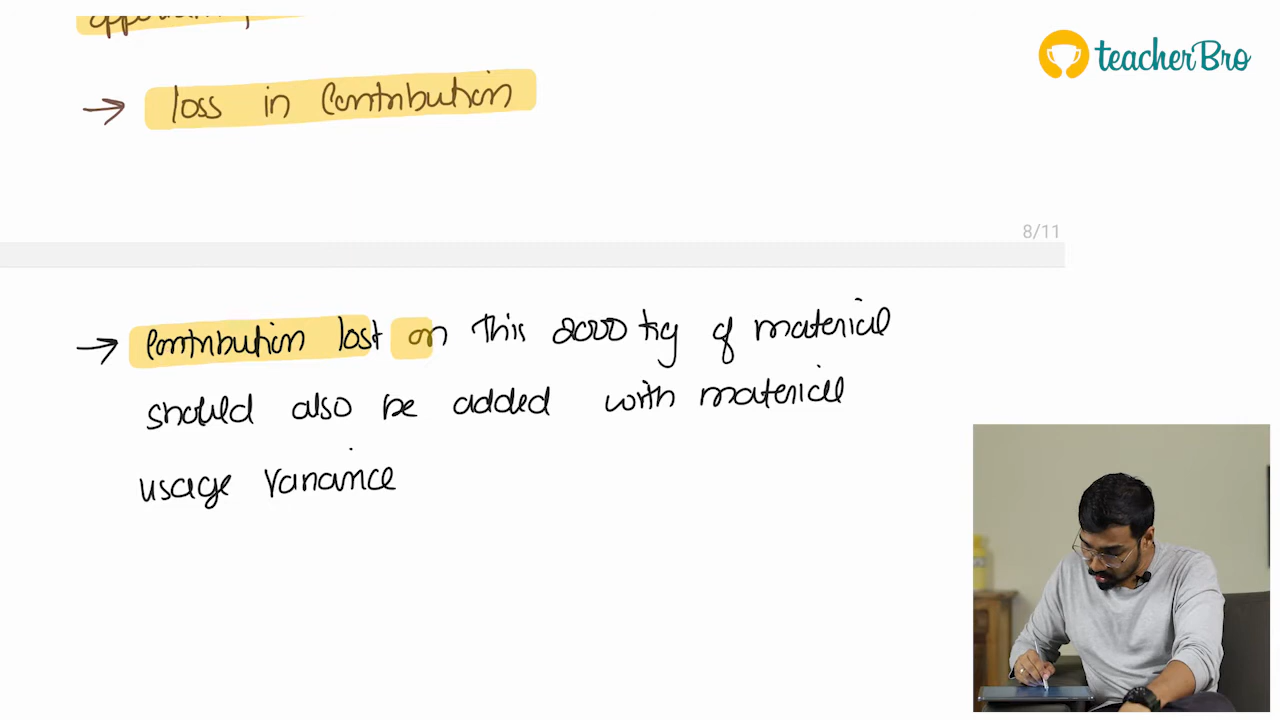 teacherBro
→ loss in Contribution
8/11
→ Contribution lost on This 2000 kg of material
should also be added with material
usage Variance